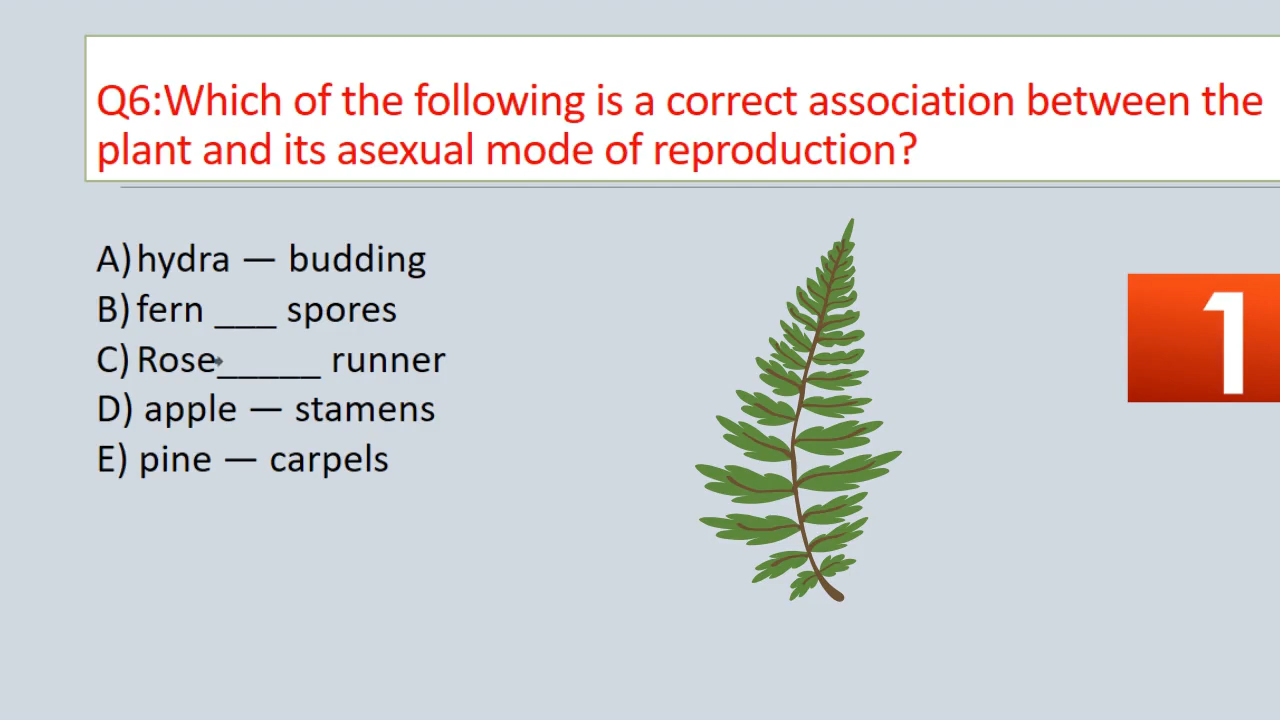 Q6:Which of the following is a correct association between the
plant and its asexual mode of reproduction?
A) hydra — budding
B) fern ___ spores
C) Rose_____ runner
D) apple — stamens
E) pine — carpels
1